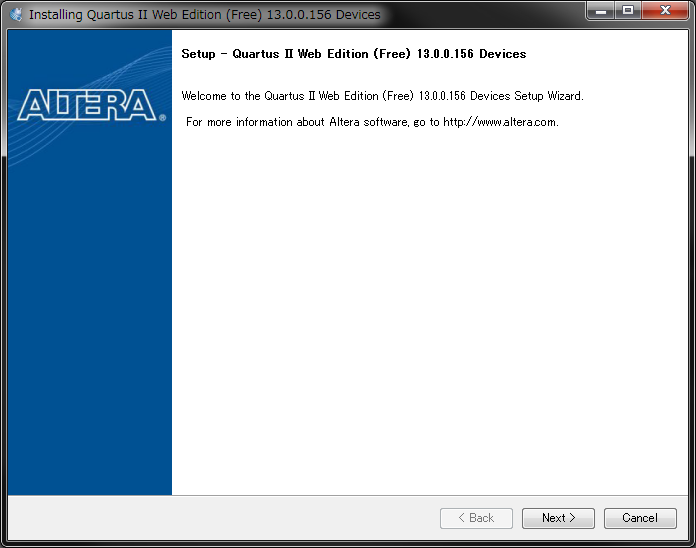 Installing Quartus II Web Edition (Free) 13.0.0.156 Devices
Setup - Quartus II Web Edition (Free) 13.0.0.156 Devices
Welcome to the Quartus II Web Edition (Free) 13.0.0.156 Devices Setup Wizard.
For more information about Altera software, go to http://www.altera.com.
ALTERA®
< Back Next > Cancel